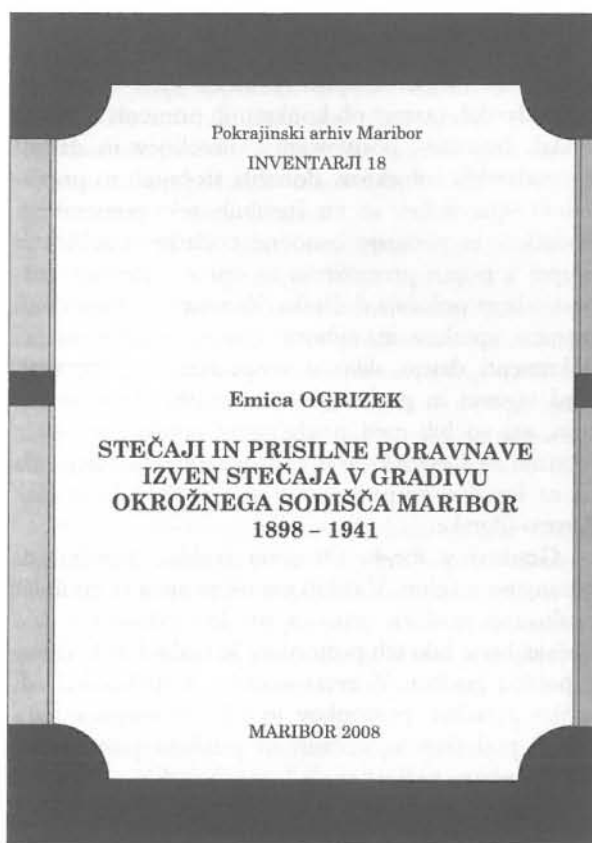 Pokrajinski arhiv Maribor
INVENTARJI 18
Emica OGRIZEK
STEČAJI IN PRISILNE PORAVNAVE
IZVEN STEČAJA V GRADIVU
OKROŽNEGA SODIŠČA MARIBOR
1898 – 1941
MARIBOR 2008